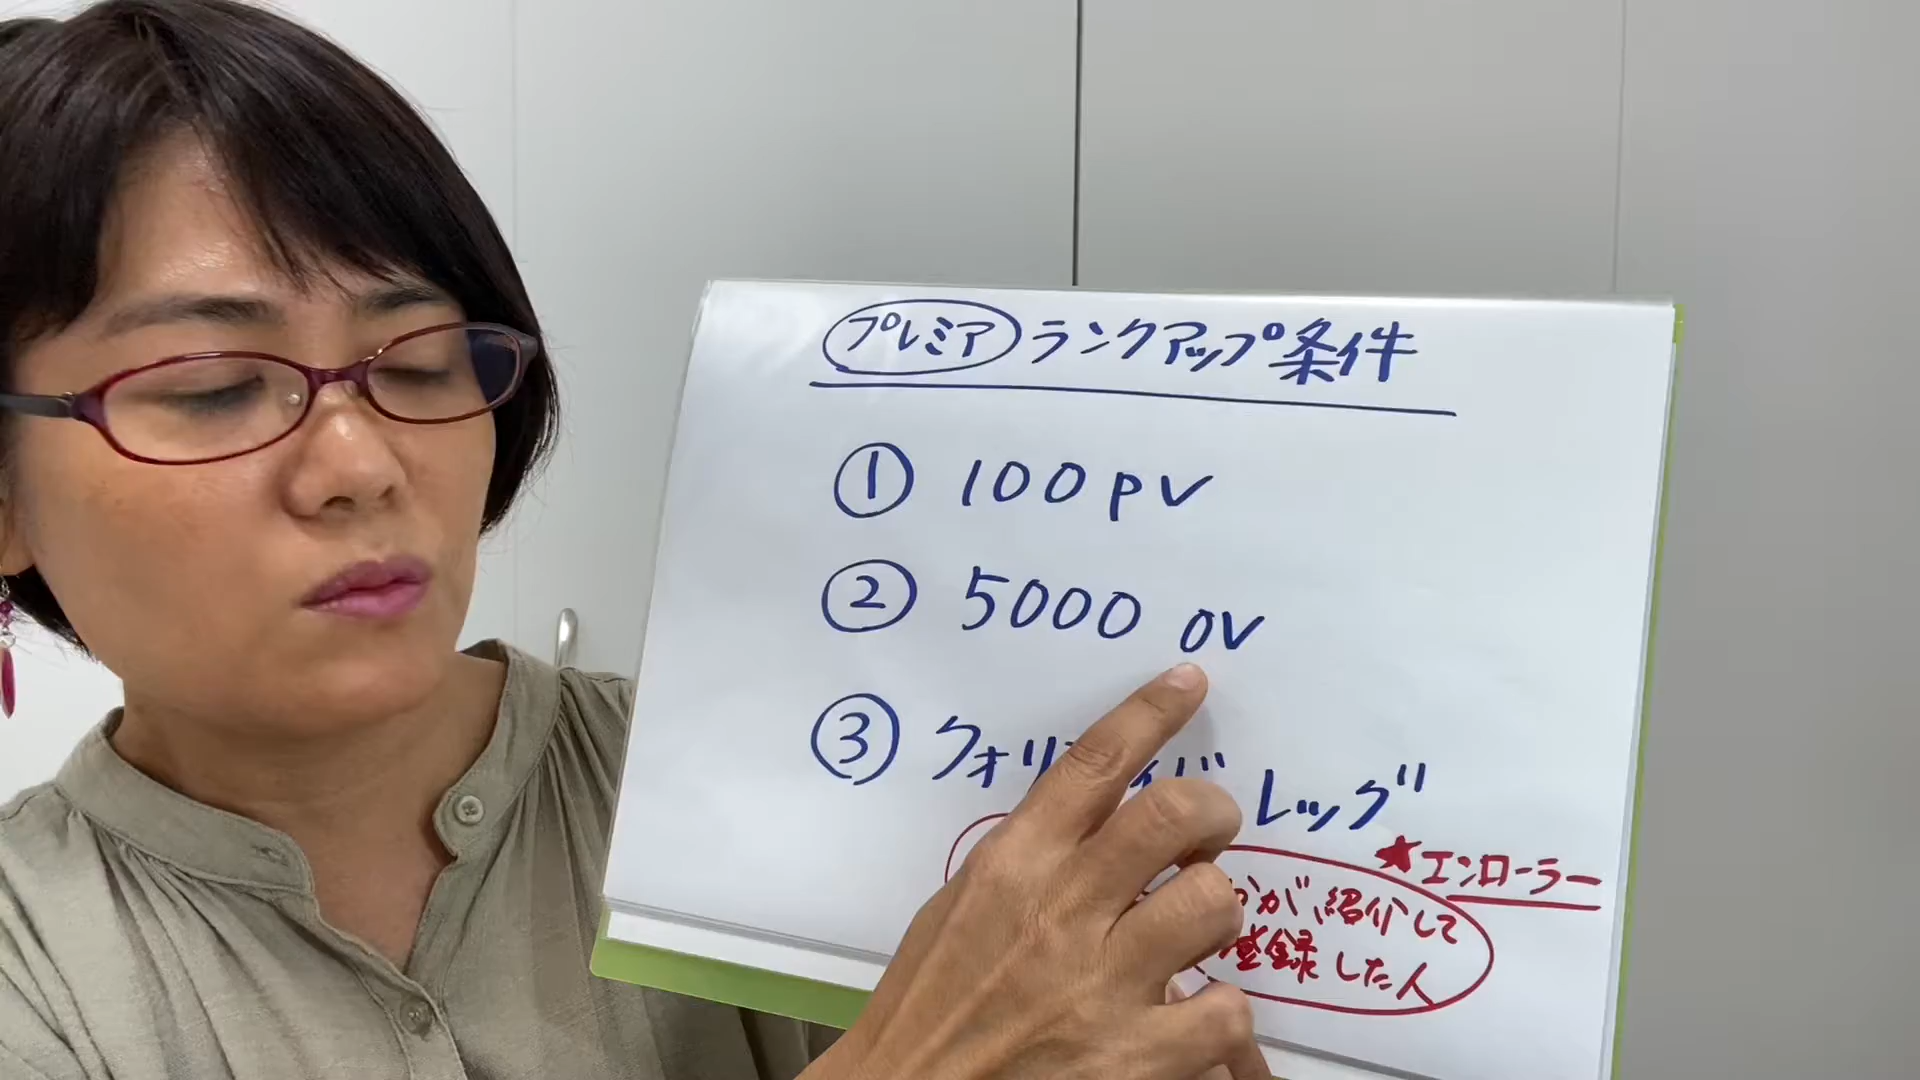 プレミア ランクアップ条件
① 100pv
② 5000 ov
③ クォリ レッグ
★エンローラー
が、紹介して
登録した人